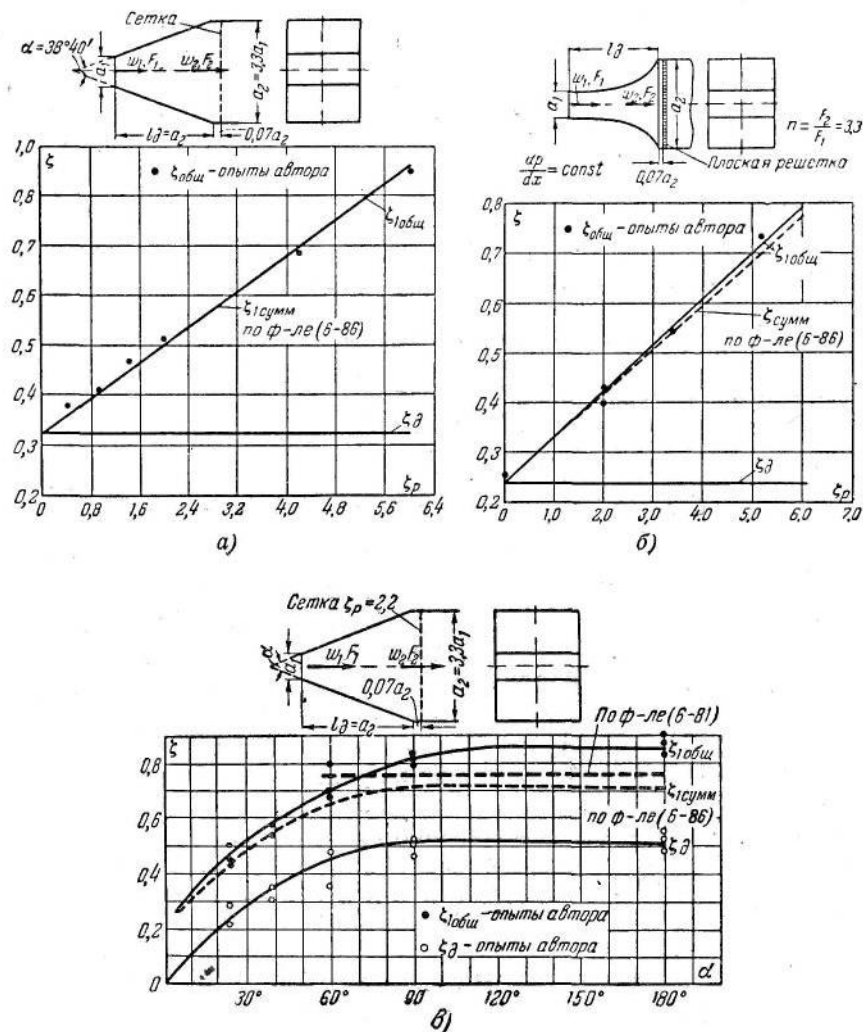 Сетка
α=38°40′
a₁
w₁,F₁
w₂,F₂
a₂=3,3a₁
l∂=a₂
0,07a₂
ζ
1,0
0,9
0,8
0,7
0,6
0,5
0,4
0,3
0,2
• ζобщ-опыты автора
ζ1общ
ζ1сумм
по ф-ле(6-86)
ζ∂
ζр
0 0,8 1,6 2,4 3,2 4,0 4,8 5,6 6,4
а)
l∂
w₁,F₁
a₁
w₂,F₂
a₂
n=F₂/F₁=3,3
Плоская решетка
dp/dx=const
0,07a₂
ζ
0,8
0,7
0,6
0,5
0,4
0,3
0,2
• ζобщ-опыты автора
ζ1общ
ζсумм
по ф-ле(6-86)
ζ∂
ζр
0 1,0 2,0 3,0 4,0 5,0 6,0 7,0
б)
Сетка ζр=2,2
α
a₁
w₁F₁
w₂F₂
a₂=3,3a₁
0,07a₂
l∂=a₂
По ф-ле(6-81)
ζ
0,8
0,6
0,4
0,2
0
ζ1общ
ζ1сумм
по ф-ле(6-86)
ζ∂
• ζ1общ-опыты автора
○ ζ∂-опыты автора
α
30° 60° 90 120° 150° 180°
в)